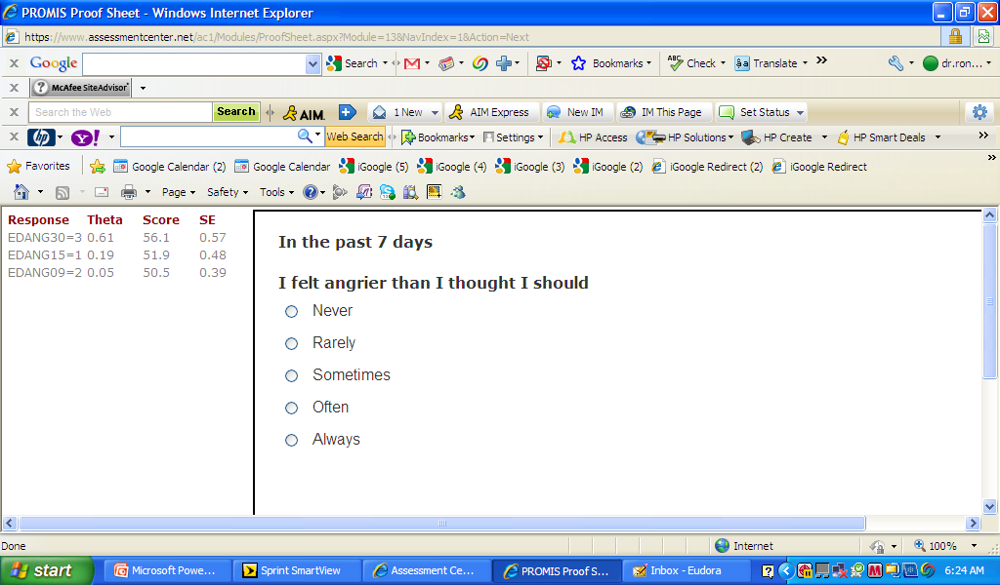 PROMIS Proof Sheet - Windows Internet Explorer
https://www.assessmentcenter.net/ac1/Modules/ProofSheet.aspx?Module=13&NavIndex=1&Action=Next
X Google Search Bookmarks ABC Check Translate » dr.ron...
X ? McAfee SiteAdvisor
X Search the Web Search AIM. 1 New AIM Express New IM IM This Page Set Status
X hp Y! Web Search Bookmarks Settings HP Access HP Solutions HP Create HP Smart Deals »
Favorites Google Calendar (2) Google Calendar iGoogle (5) iGoogle (4) iGoogle (3) iGoogle (2) iGoogle Redirect (2) iGoogle Redirect »
Page Safety Tools
Response Theta Score SE
EDANG30=3 0.61 56.1 0.57
EDANG15=1 0.19 51.9 0.48
EDANG09=2 0.05 50.5 0.39
In the past 7 days
I felt angrier than I thought I should
Never
Rarely
Sometimes
Often
Always
Done Internet 100%
start Microsoft Powe... Sprint SmartView Assessment Ce... PROMIS Proof S... Inbox - Eudora 6:24 AM